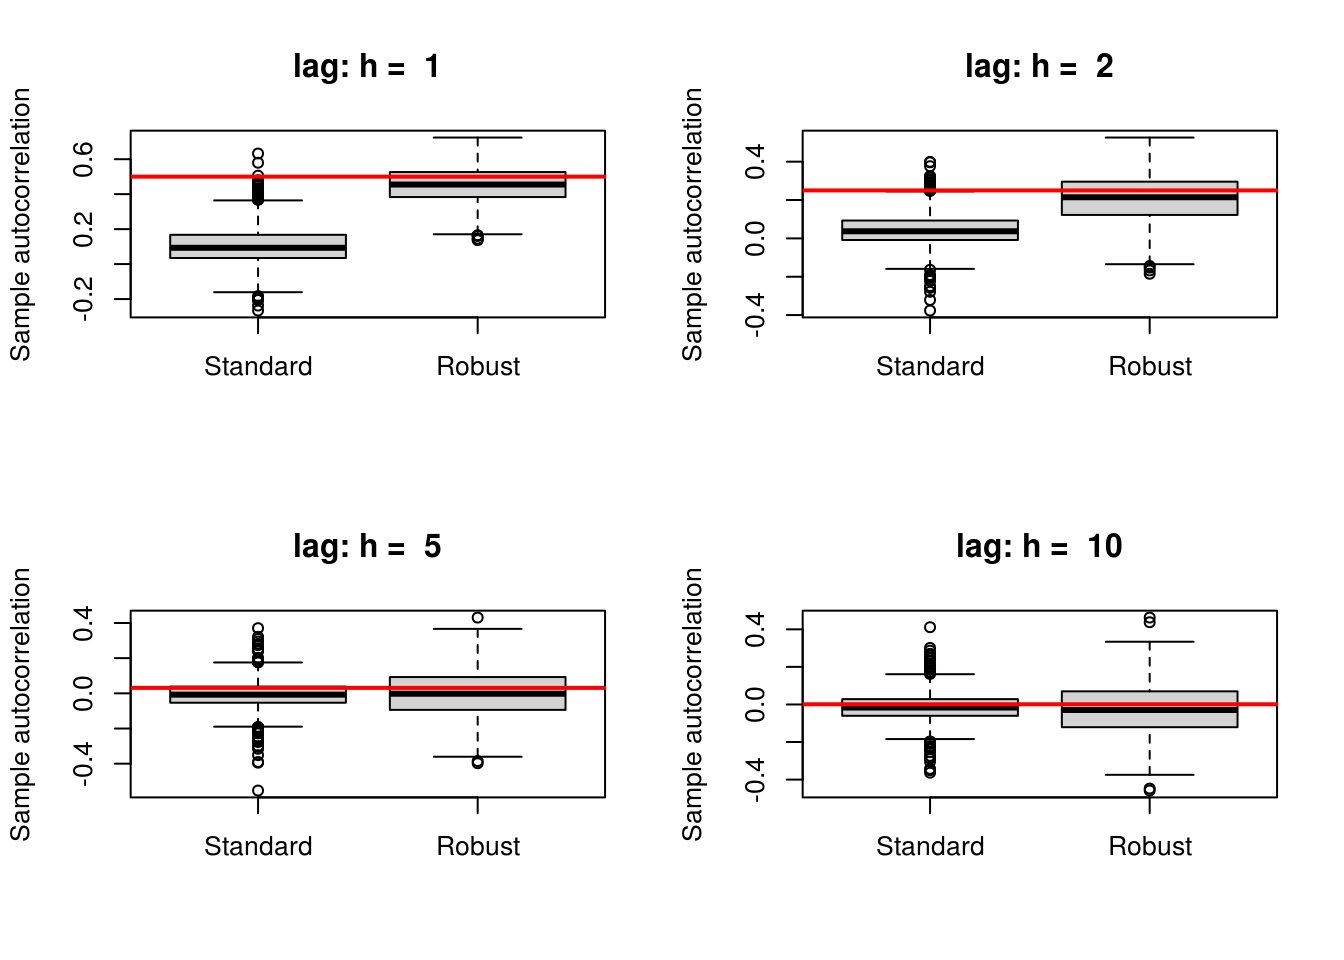 lag: h =  1
Sample autocorrelation
0.6
0.2
-0.2
Standard
Robust
lag: h =  2
Sample autocorrelation
0.4
0.0
-0.4
Standard
Robust
lag: h =  5
Sample autocorrelation
0.4
0.0
-0.4
Standard
Robust
lag: h =  10
Sample autocorrelation
0.4
0.0
-0.4
Standard
Robust